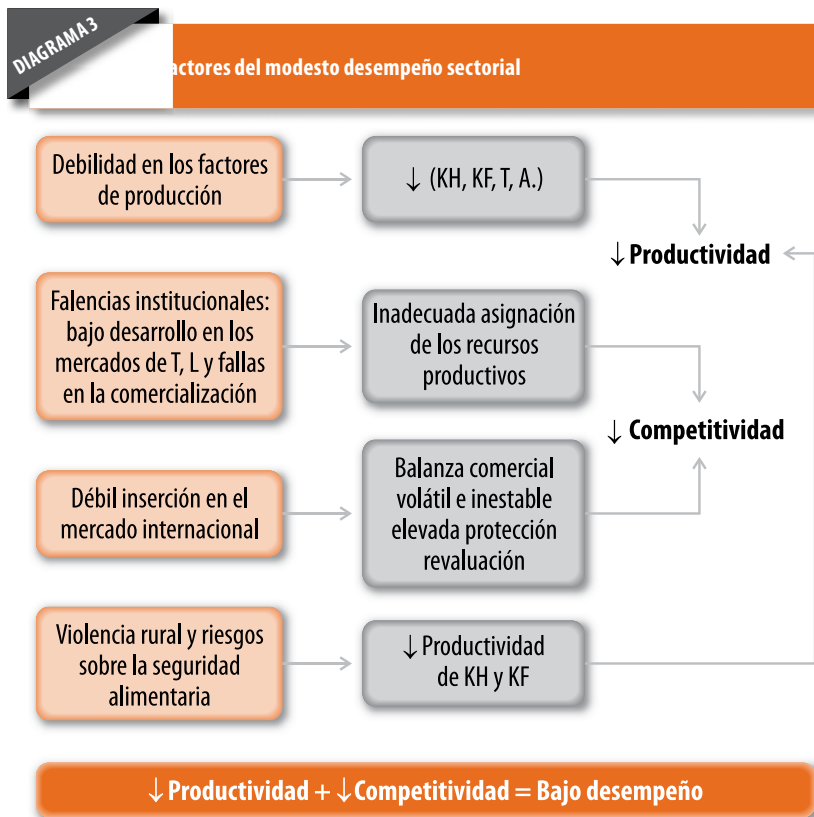 DIAGRAMA 3
actores del modesto desempeño sectorial
Debilidad en los factores
de producción
↓ (KH, KF, T, A.)
↓ Productividad
Falencias institucionales:
bajo desarrollo en los
mercados de T, L y fallas
en la comercialización
Inadecuada asignación
de los recursos
productivos
↓ Competitividad
Débil inserción en el
mercado internacional
Balanza comercial
volátil e inestable
elevada protección
revaluación
Violencia rural y riesgos
sobre la seguridad
alimentaria
↓ Productividad
de KH y KF
↓ Productividad + ↓ Competitividad = Bajo desempeño